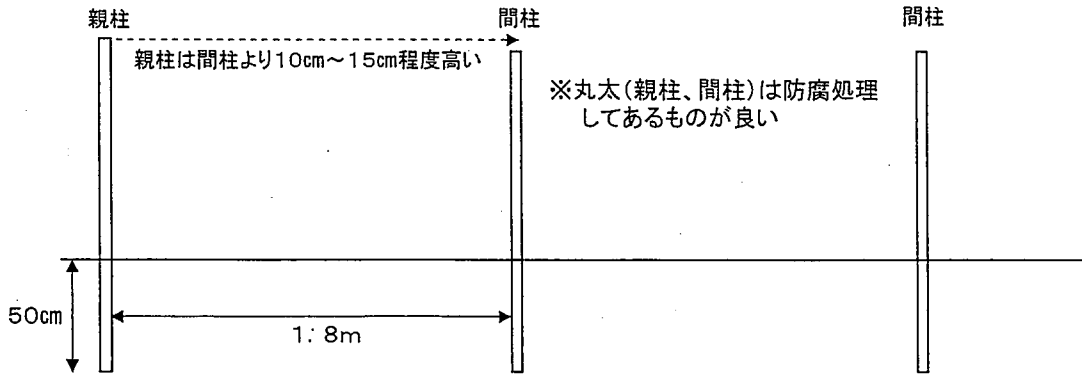 親柱
間柱
間柱
親柱は間柱より10cm～15cm程度高い
※丸太(親柱、間柱)は防腐処理
してあるものが良い
50cm
1.8m